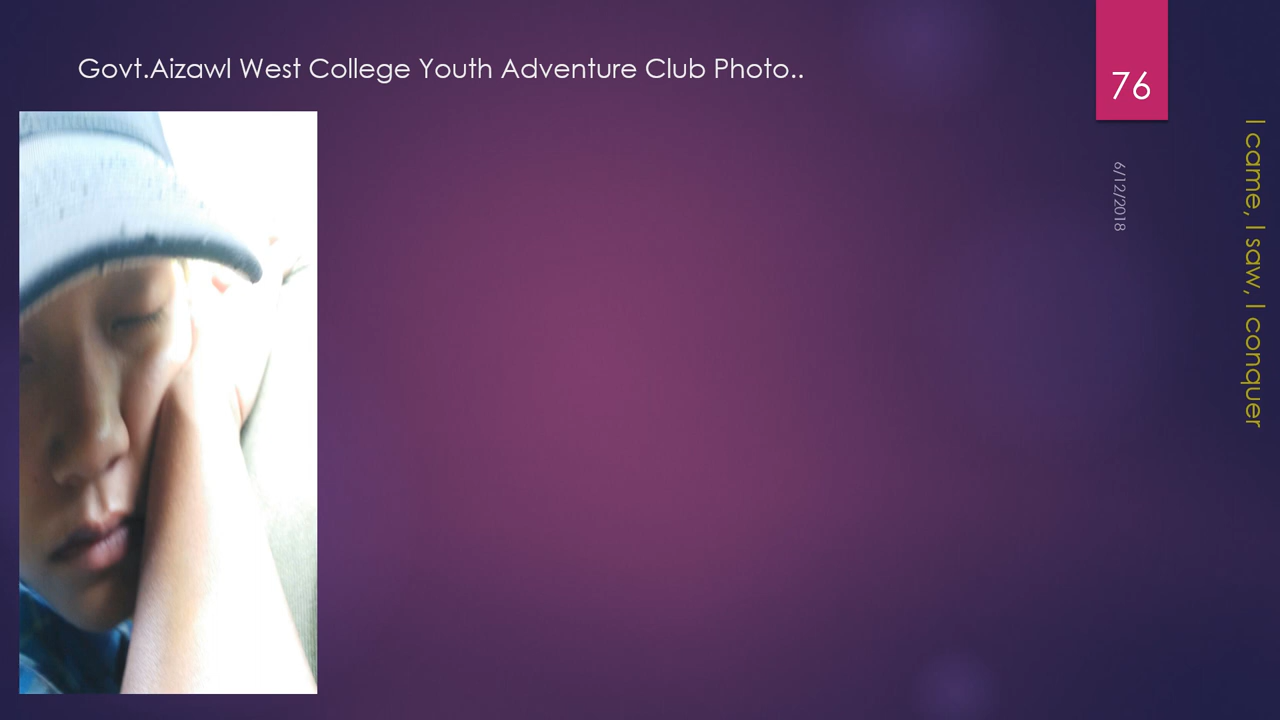 Govt.Aizawl West College Youth Adventure Club Photo..
76
6/12/2018
I came, I saw, I conquer